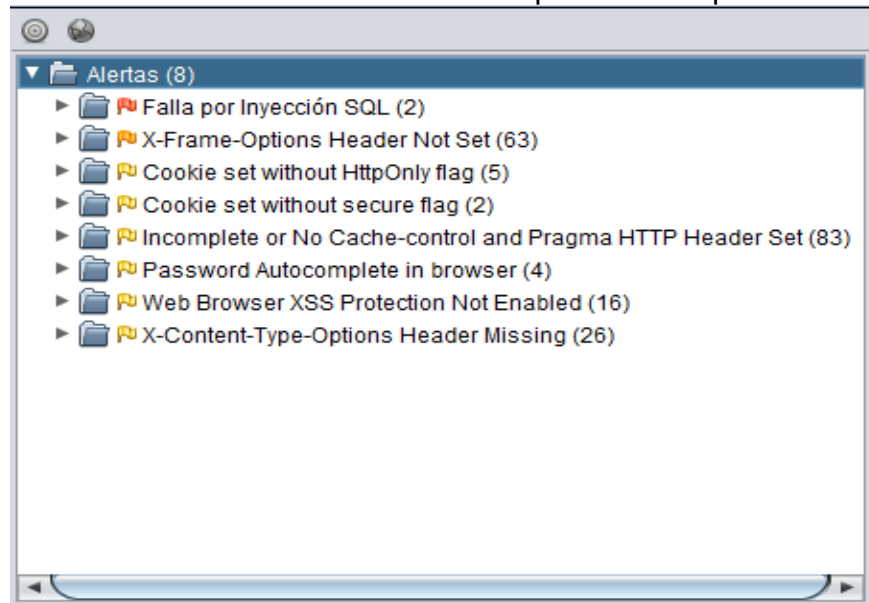 Alertas (8)
Falla por Inyección SQL (2)
X-Frame-Options Header Not Set (63)
Cookie set without HttpOnly flag (5)
Cookie set without secure flag (2)
Incomplete or No Cache-control and Pragma HTTP Header Set (83)
Password Autocomplete in browser (4)
Web Browser XSS Protection Not Enabled (16)
X-Content-Type-Options Header Missing (26)